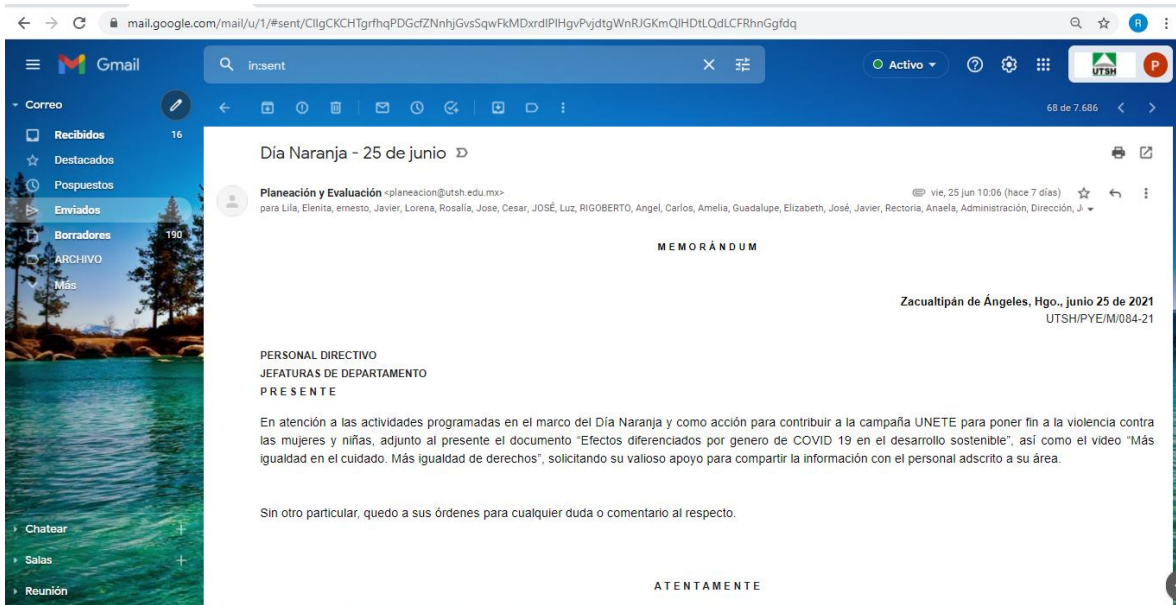 mail.google.com/mail/u/1/#sent/CllgCKCHTgrfhqPDGcfZNnhjGvsSqwFkMDxrdlPlHgvPvjdtgWnRJGKmQlHDtLQdLCFRhnGgfdq
R
Gmail
in:sent
Activo
UTSH
P
Correo
68 de 7.686
Recibidos 16
Destacados
Pospuestos
Enviados
Borradores 190
ARCHIVO
Más
Chatear
Salas
Reunión
Día Naranja - 25 de junio
Planeación y Evaluación <planeacion@utsh.edu.mx>
vie, 25 jun 10:06 (hace 7 días)
para Lila, Elenita, ernesto, Javier, Lorena, Rosalía, Jose, Cesar, JOSÉ, Luz, RIGOBERTO, Angel, Carlos, Amelia, Guadalupe, Elizabeth, José, Javier, Rectoria, Anaela, Administración, Dirección,
MEMORÁNDUM
Zacualtipán de Ángeles, Hgo., junio 25 de 2021
UTSH/PYE/M/084-21
PERSONAL DIRECTIVO
JEFATURAS DE DEPARTAMENTO
PRESENTE
En atención a las actividades programadas en el marco del Día Naranja y como acción para contribuir a la campaña UNETE para poner fin a la violencia contra
las mujeres y niñas, adjunto al presente el documento “Efectos diferenciados por genero de COVID 19 en el desarrollo sostenible”, así como el video “Más
igualdad en el cuidado. Más igualdad de derechos”, solicitando su valioso apoyo para compartir la información con el personal adscrito a su área.
Sin otro particular, quedo a sus órdenes para cualquier duda o comentario al respecto.
ATENTAMENTE